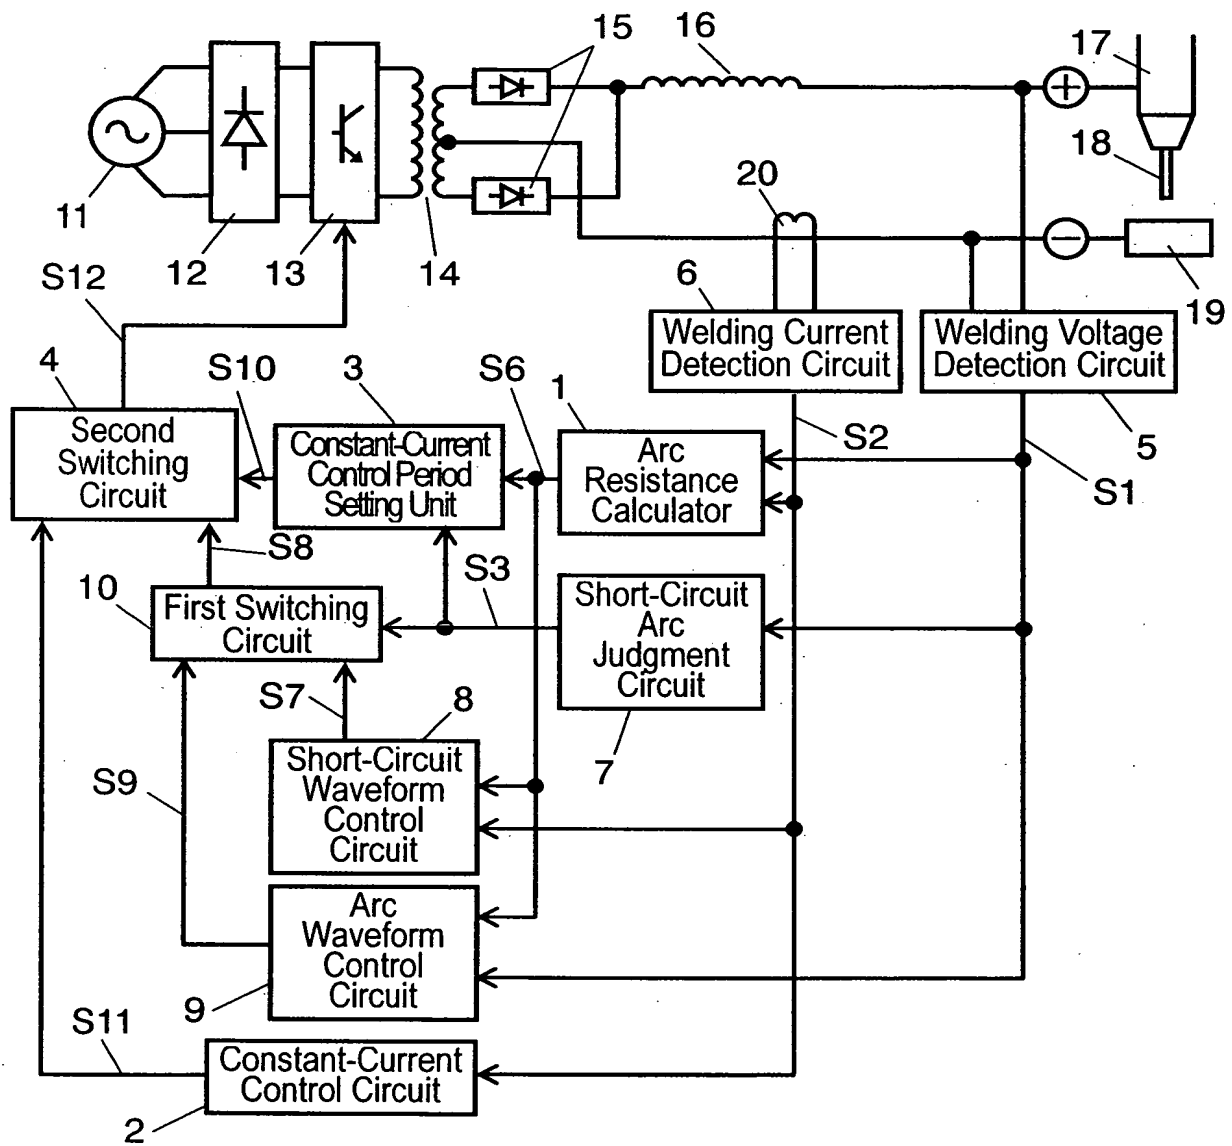 15
16
17
18
20
11
12
13
14
6
19
S12
Welding Current
Detection Circuit
Welding Voltage
Detection Circuit
4
S10
3
S6
1
S2
5
Second
Switching
Circuit
Constant-Current
Control Period
Setting Unit
Arc
Resistance
Calculator
S1
S8
S3
10
First Switching
Circuit
Short-Circuit
Arc
Judgment
Circuit
S7
8
7
Short-Circuit
Waveform
Control
Circuit
S9
Arc
Waveform
Control
Circuit
9
S11
Constant-Current
Control Circuit
2